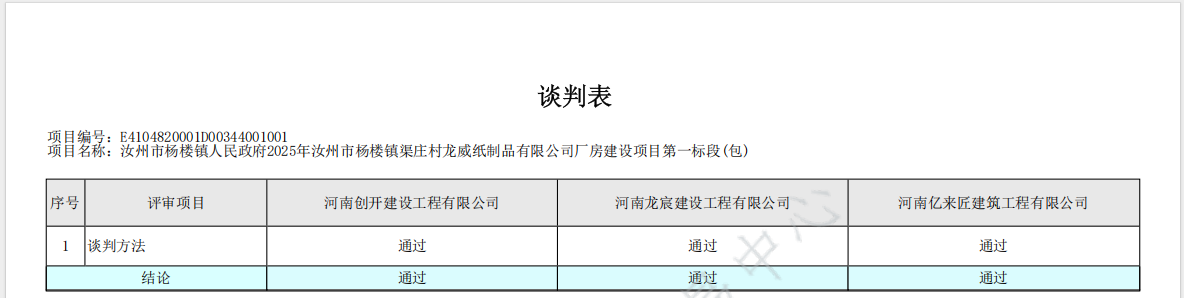 谈判表
项目编号：E4104820001D00344001001
项目名称：汝州市杨楼镇人民政府2025年汝州市杨楼镇渠庄村龙威纸制品有限公司厂房建设项目第一标段(包)
序号 评审项目 河南创开建设工程有限公司 河南龙宸建设工程有限公司 河南亿来匠建筑工程有限公司
1 谈判方法 通过 通过 通过
结论 通过 通过 通过
中心